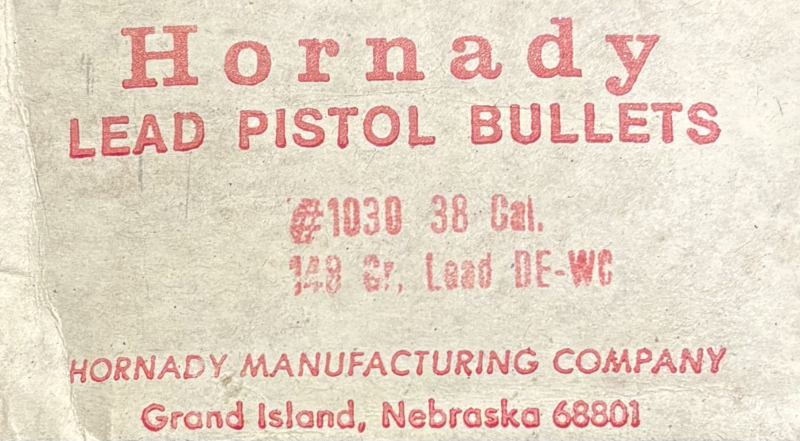 Hornady
LEAD PISTOL BULLETS
#1030 38 Cal.
148 Gr. Lead DE-WC
HORNADY MANUFACTURING COMPANY
Grand Island, Nebraska 68801